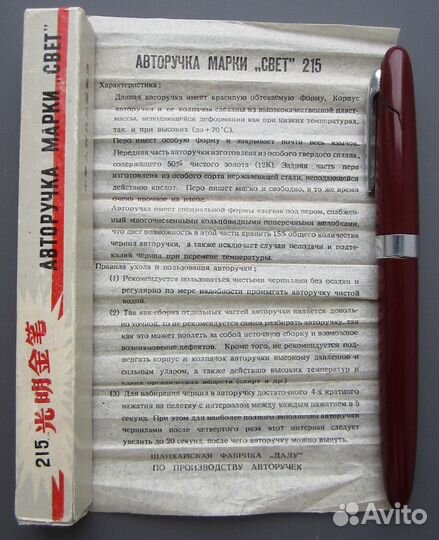 АВТОРУЧКА МАРКИ „СВЕТ" 215
Характеристика:
Данная авторучка имеет красивую обтекаемую форму. Корпус
авторучки и ее колпачок сделаны из высококачественной пласт-
массы, неподдающейся деформации как при низких температурах,
так и при высоких (до+70°C).
Перо имеет особую форму и закрывает почти весь язычок.
Передняя часть авторучки изготовлена из особого твердого сплава,
содержащего 50% чистого золота (12K). Задняя часть пера
изготовлена из особого сорта нержавеющей стали, неподдающейся
действию кислот. Перо пишет мягко и свободно, в то же время
очень прочное на износ.
Авторучка имеет специальной формы язычок под пером, снабжен-
ный многочисленными кольцовидными поперечными желобками,
что дает возможность в этой части хранить 15% общего количества
чернил авторучки, а также исключает случаи неподачи и подте-
кания чернил при перемене температуры.
Правила ухода и пользования авторучки:
(1) Рекомендуется пользоваться чистыми чернилами без осадки и
регулярно по мере надобности промывать авторучку чистой
водой.
(2) Так как сборка отдельных частей авторучки является доволь-
но точной, то не рекомендуется самим разбирать авторучку, так
как это может повлечь за собой неточную сборку и возможное
возникновение дефектов. Кроме того, не рекомендуется под-
вергать корпус и колпачок авторучки высокому давлению и
сильным ударам, а также действию высоких температур и
едких органических веществ (спирт и др.)
(3) Для набирания чернил в авторучку достаточно 4-х кратного
нажатия на пелетку с интервалом между каждым нажатием в 5
секунд. При этом для наиболее полного заполнения авторучки
чернилами после четвертого раза этот интервал следует
увелить до 20 секунд, после чего авторучку можно вынуть.
ШАНХАЙСКАЯ ФАБРИКА „ДАЛУ"
ПО ПРОИЗВОДСТВУ АВТОРУЧЕК
215 光明金笔 АВТОРУЧКА МАРКИ „СВЕТ"
Avito